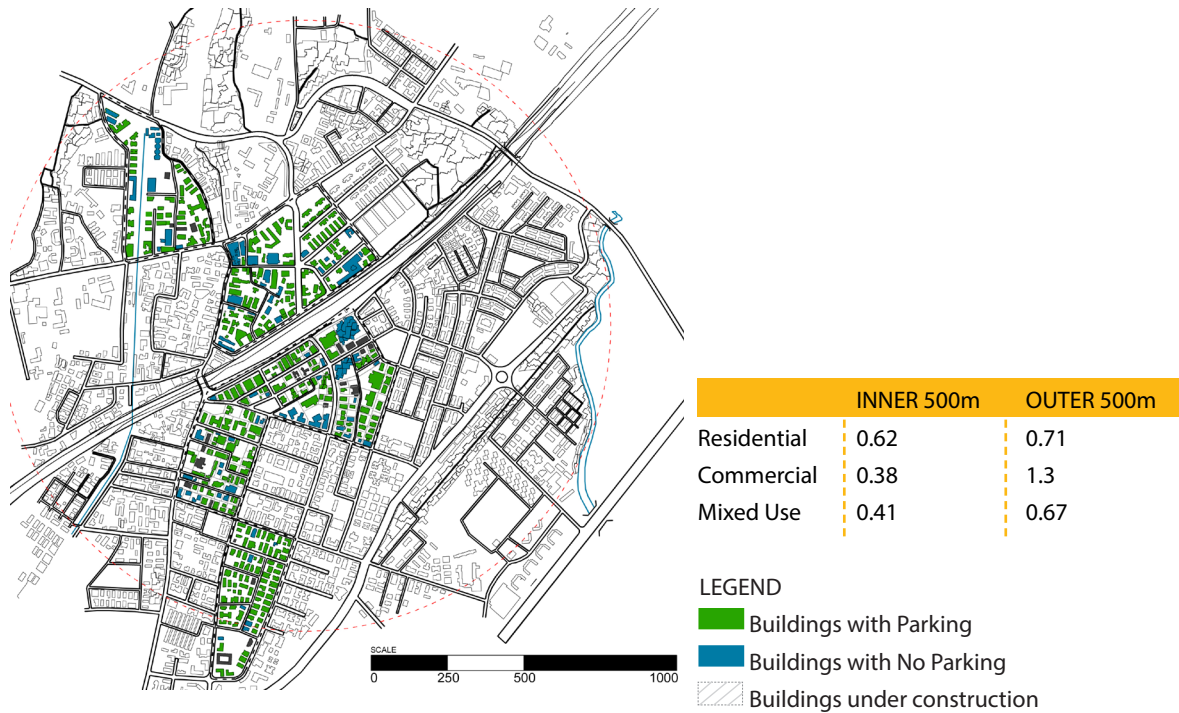 INNER 500m OUTER 500m
Residential 0.62 0.71
Commercial 0.38 1.3
Mixed Use 0.41 0.67
LEGEND
Buildings with Parking
Buildings with No Parking
Buildings under construction
SCALE
0 250 500 1000